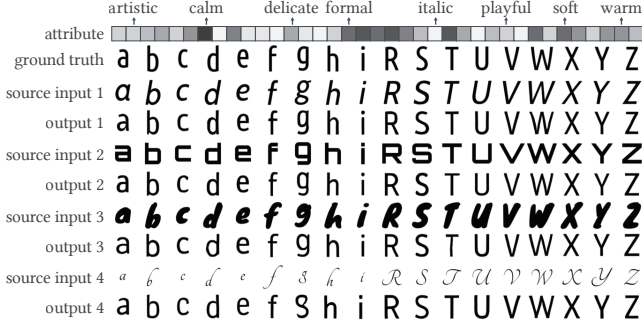 artistic calm delicate formal italic playful soft warm
attribute
ground truth a b c d e f g h i R S T U V W X Y Z
source input 1 a b c d e f g h i R S T U V W X Y Z
output 1 a b c d e f g h i R S T U V W X Y Z
source input 2 a b c d e f g h i R S T U V W X Y Z
output 2 a b c d e f g h i R S T U V W X Y Z
source input 3 a b c d e f g h i R S T U V W X Y Z
output 3 a b c d e f g h i R S T U V W X Y Z
source input 4 a b c d e f g h i R S T U V W X Y Z
output 4 a b c d e f g h i R S T U V W X Y Z